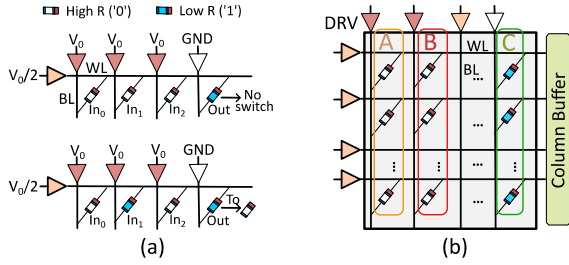 High R ('0') Low R ('1')
V0 V0 V0 GND
V0/2 WL
BL
In0 In1 In2 Out No switch
V0 V0 V0 GND
V0/2
In0 In1 In2 Out To
(a)
DRV
A B WL C
BL
...
...
... ... ...
Column Buffer
(b)